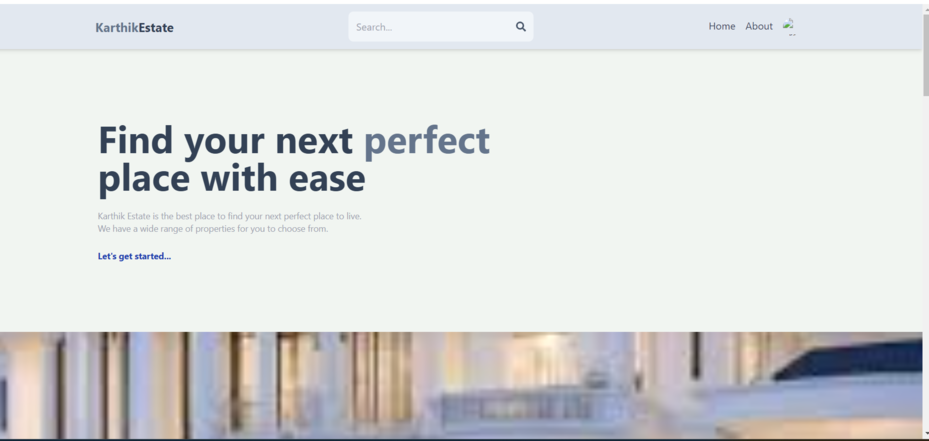 KarthikEstate
Search...
Home About
Find your next perfect
place with ease
Karthik Estate is the best place to find your next perfect place to live.
We have a wide range of properties for you to choose from.
Let's get started...